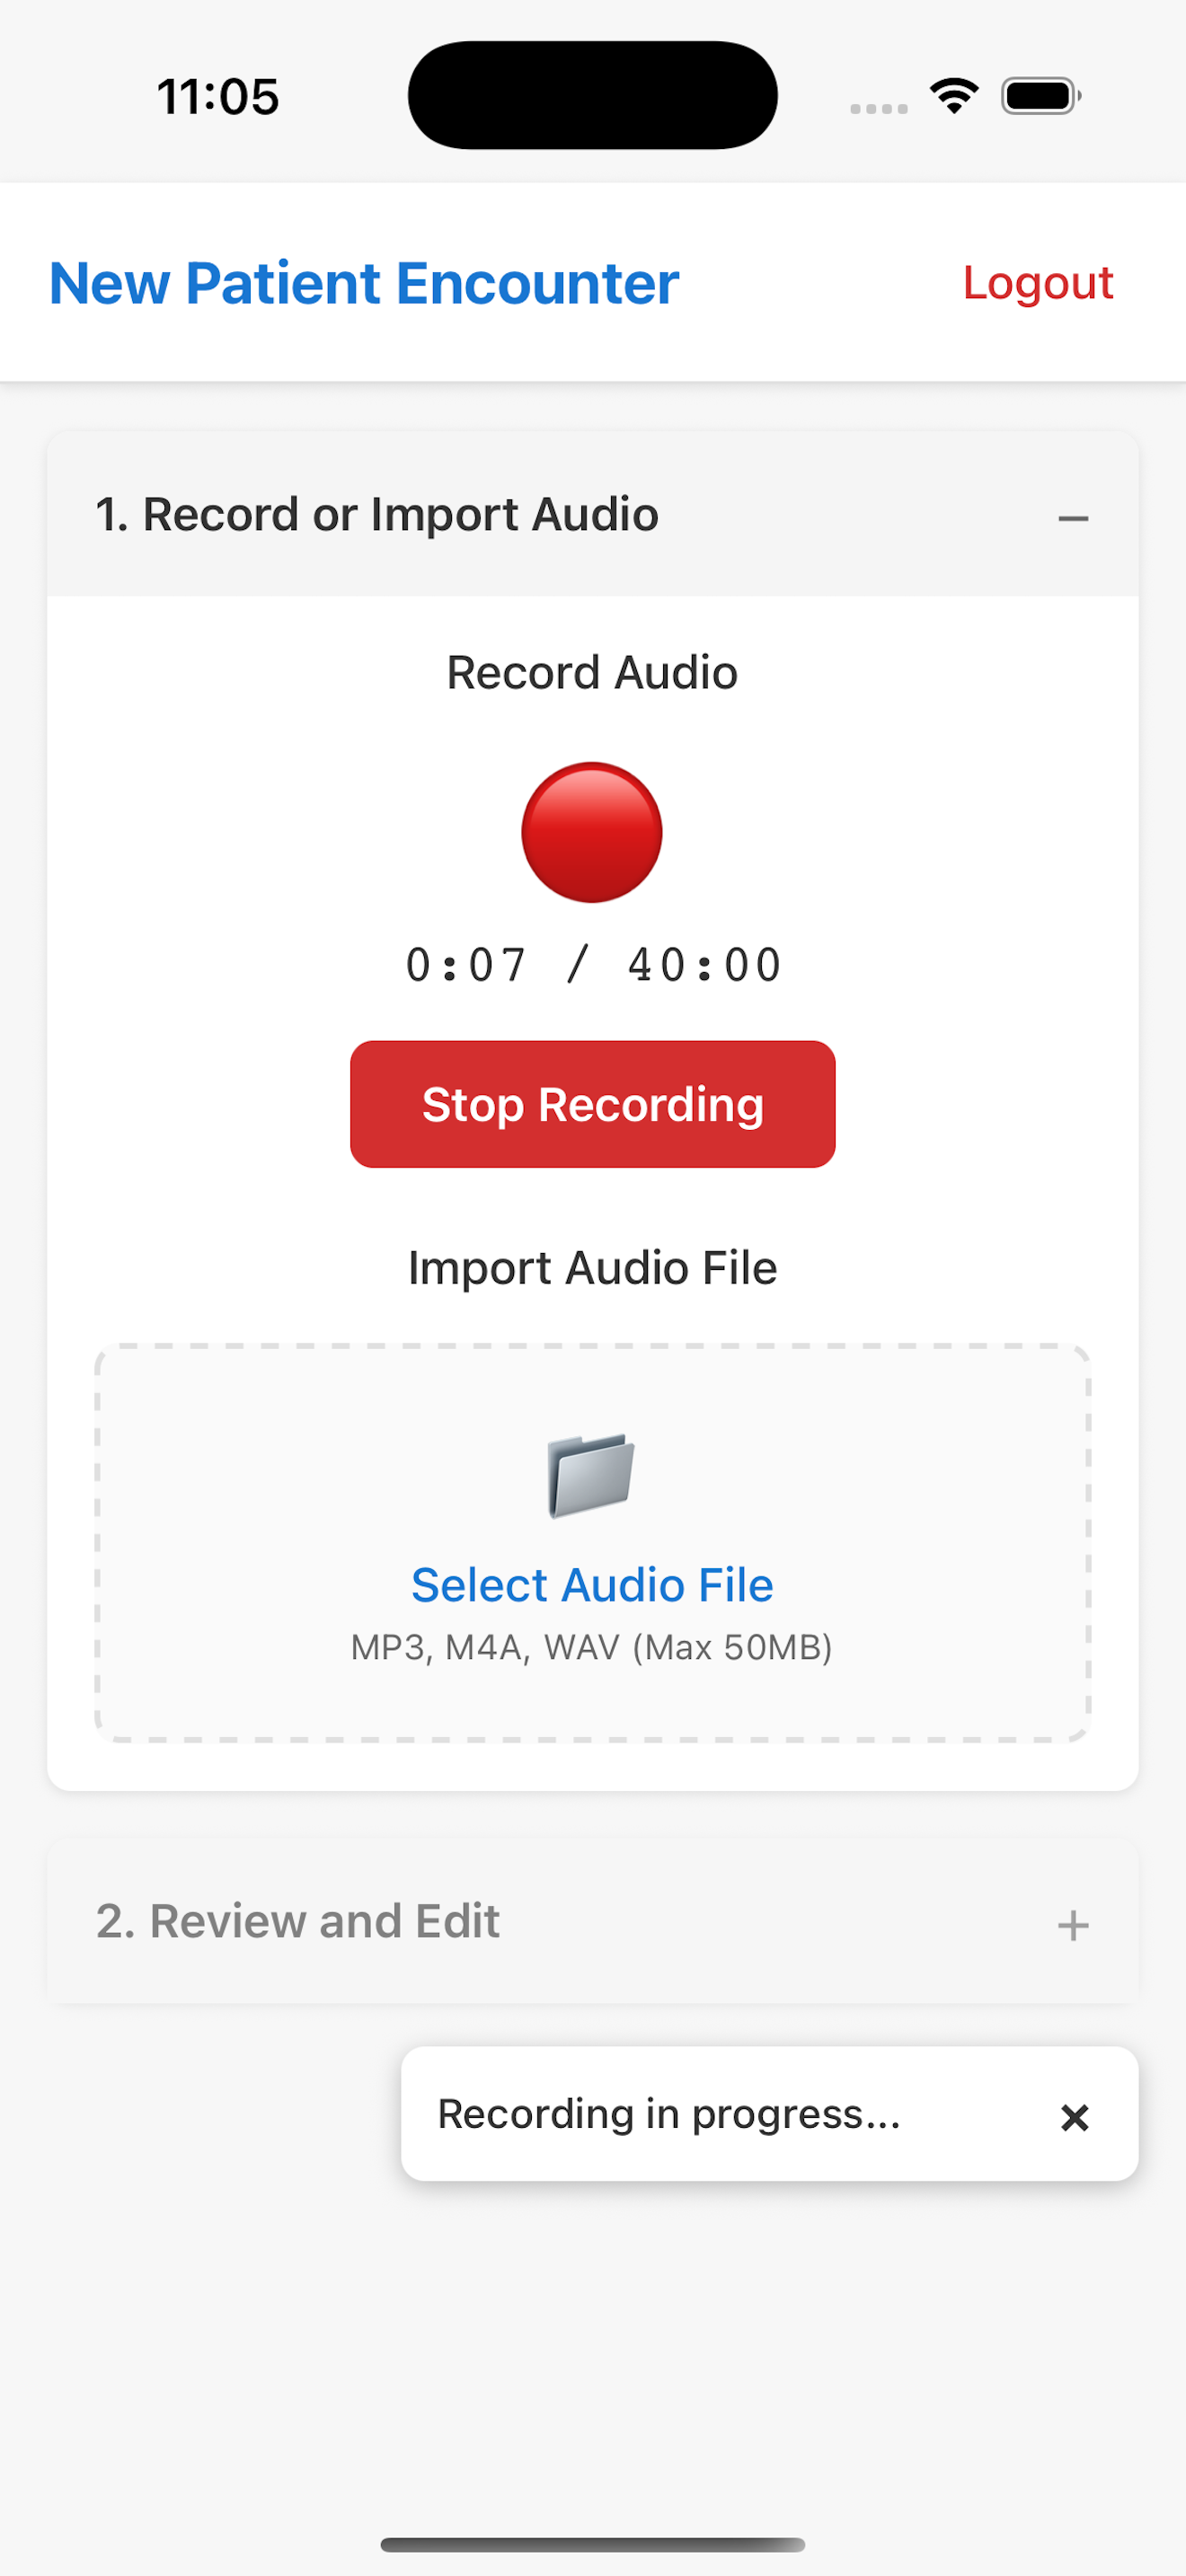 11:05
New Patient Encounter
Logout
1. Record or Import Audio
Record Audio
0:07 / 40:00
Stop Recording
Import Audio File
Select Audio File
MP3, M4A, WAV (Max 50MB)
2. Review and Edit
Recording in progress...